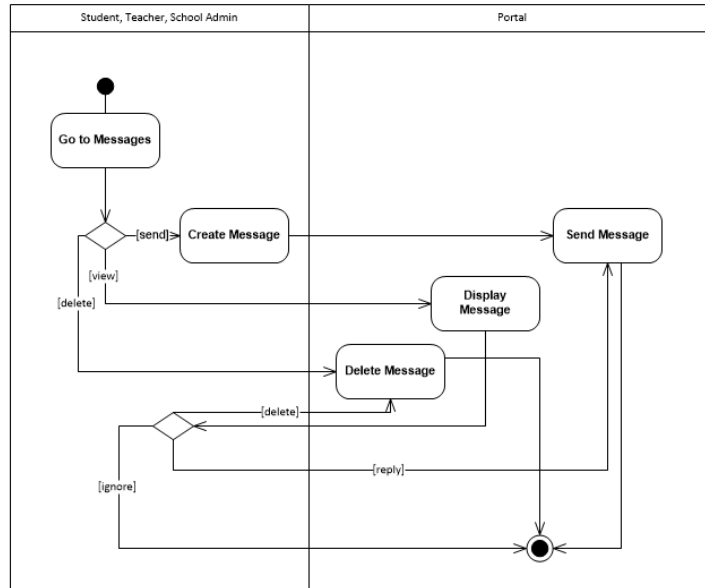 Student, Teacher, School Admin
Portal
Go to Messages
[send]
Create Message
Send Message
[view]
Display
Message
[delete]
Delete Message
[delete]
[reply]
[ignore]